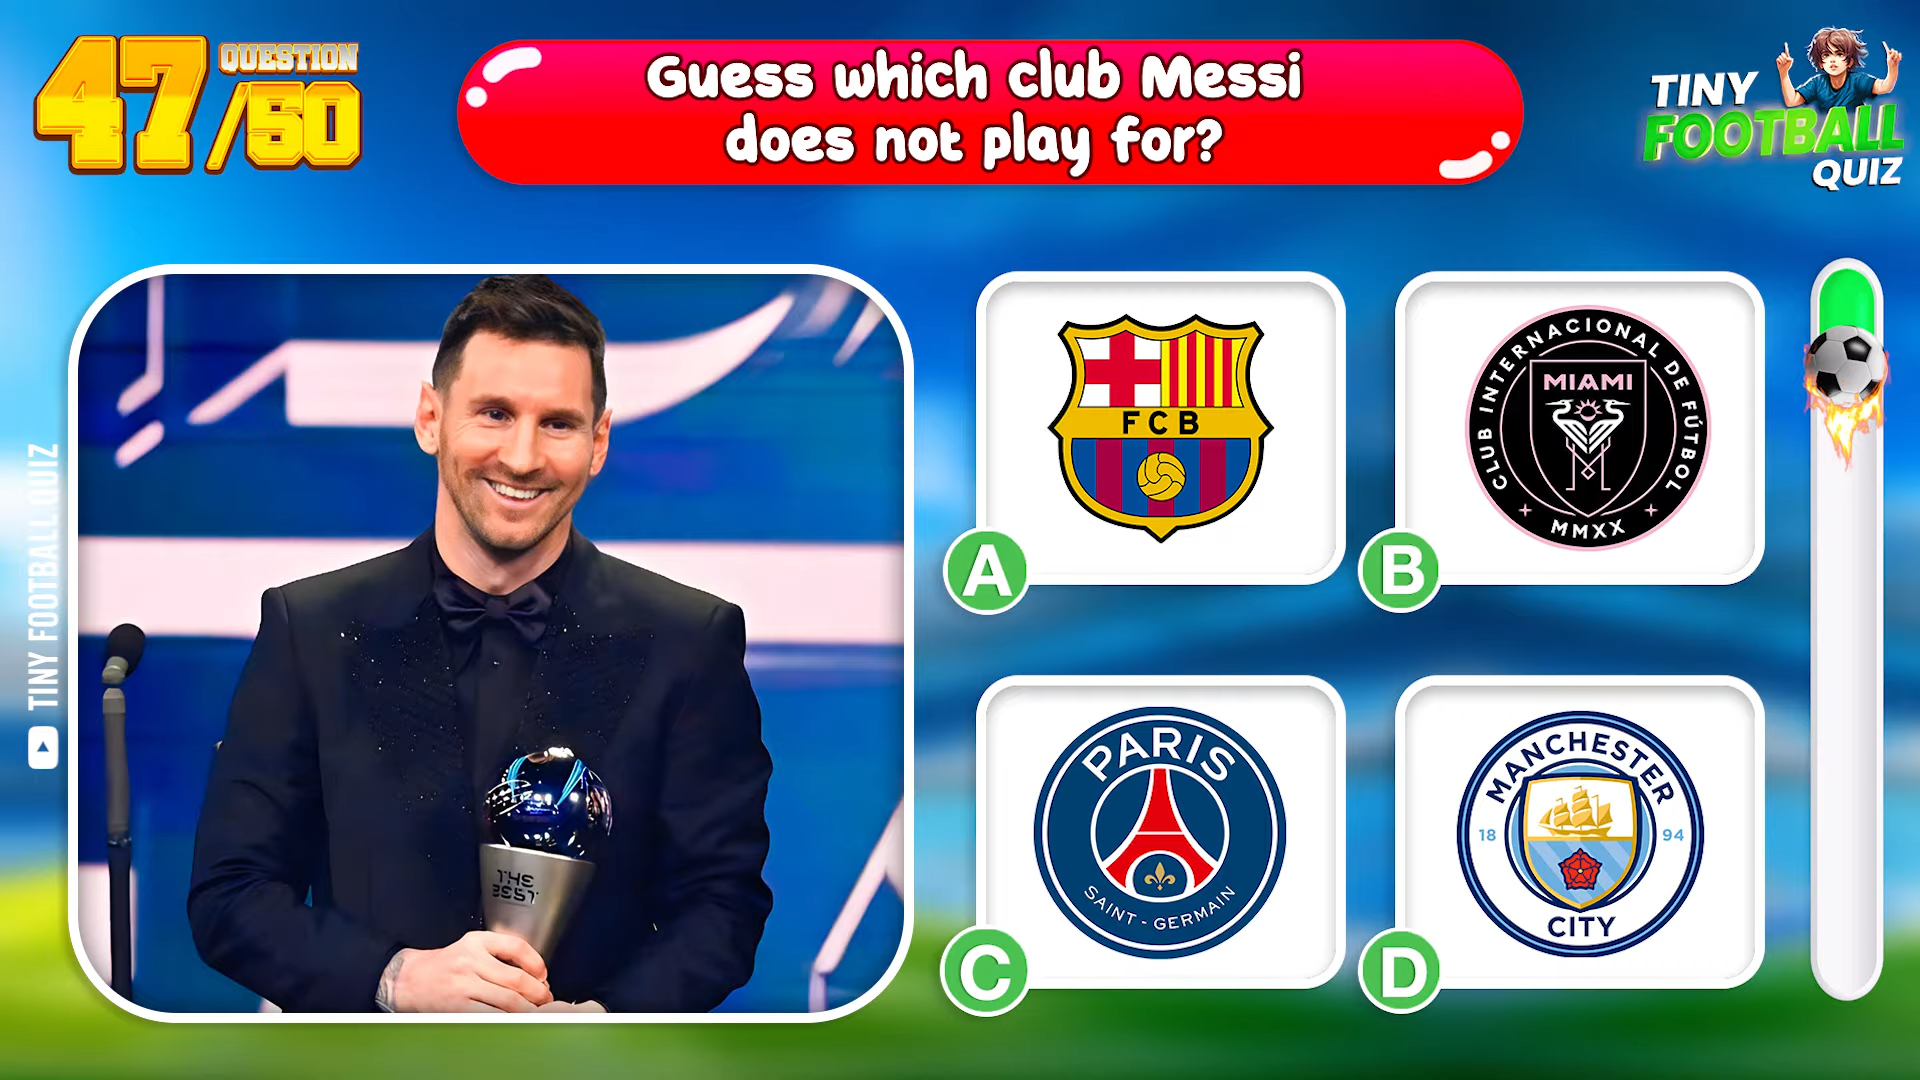 47
QUESTION
/50
Guess which club Messi
does not play for?
TINY
FOOTBALL
QUIZ
TINY FOOTBALL.QUIZ
THE
BEST
FCB
A
CLUB INTERNACIONAL DE FÚTBOL
MIAMI
MMXX
B
PARIS
SAINT-GERMAIN
C
MANCHESTER
18 94
CITY
D